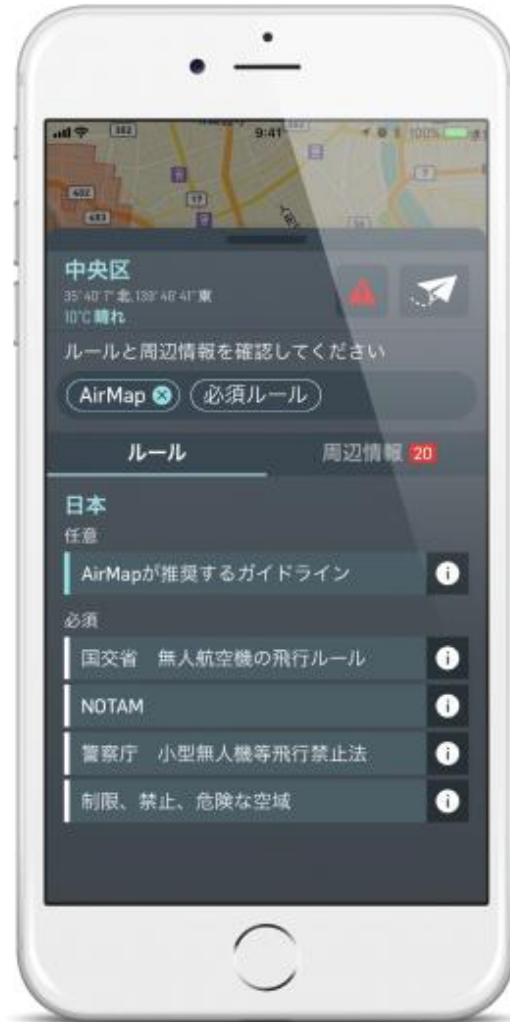 382
9:41
100%
402
17
403
中央区
35°40'7"北,139°46'41"東
10°C 晴れ
ルールと周辺情報を確認してください
AirMap
必須ルール
ルール
周辺情報 20
日本
任意
AirMapが推奨するガイドライン
必須
国交省 無人航空機の飛行ルール
NOTAM
警察庁 小型無人機等飛行禁止法
制限、禁止、危険な空域